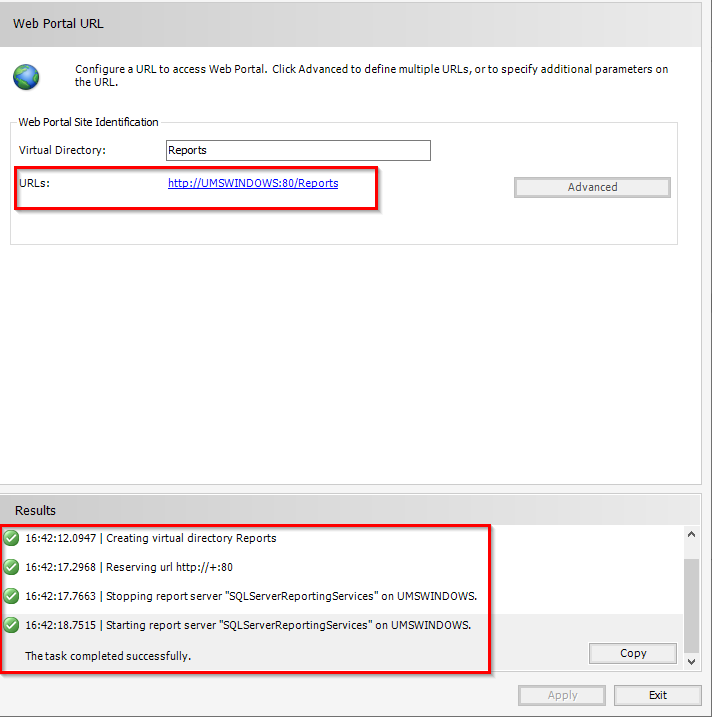 Web Portal URL
Configure a URL to access Web Portal. Click Advanced to define multiple URLs, or to specify additional parameters on
the URL.
Web Portal Site Identification
Virtual Directory:
Reports
URLs:
http://UMSWINDOWS:80/Reports
Advanced
Results
16:42:12.0947 | Creating virtual directory Reports
16:42:17.2968 | Reserving url http://+:80
16:42:17.7663 | Stopping report server "SQLServerReportingServices" on UMSWINDOWS.
16:42:18.7515 | Starting report server "SQLServerReportingServices" on UMSWINDOWS.
The task completed successfully.
Copy
Apply
Exit